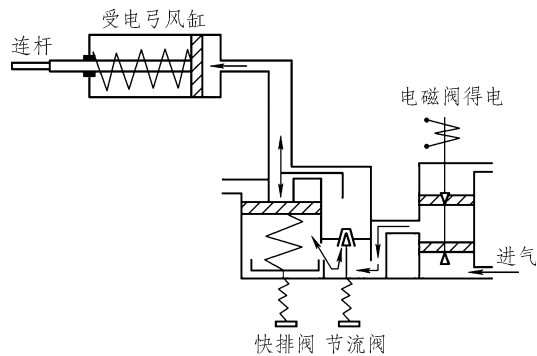 受电弓风缸
连杆
电磁阀得电
进气
快排阀 节流阀